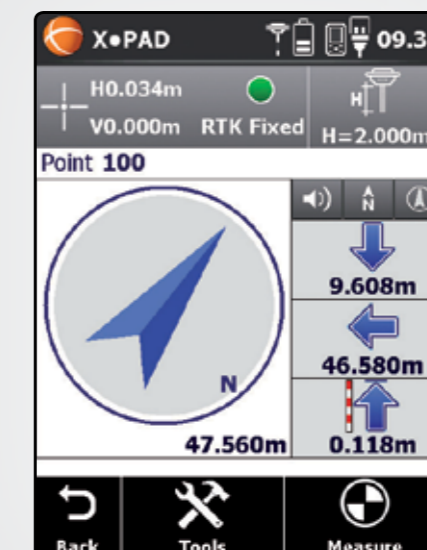 X•PAD 09.3
H0.034m
V0.000m RTK Fixed H=2.000m
H
Point 100
N
9.608m
46.580m
N
47.560m 0.118m
Back Tools Measure